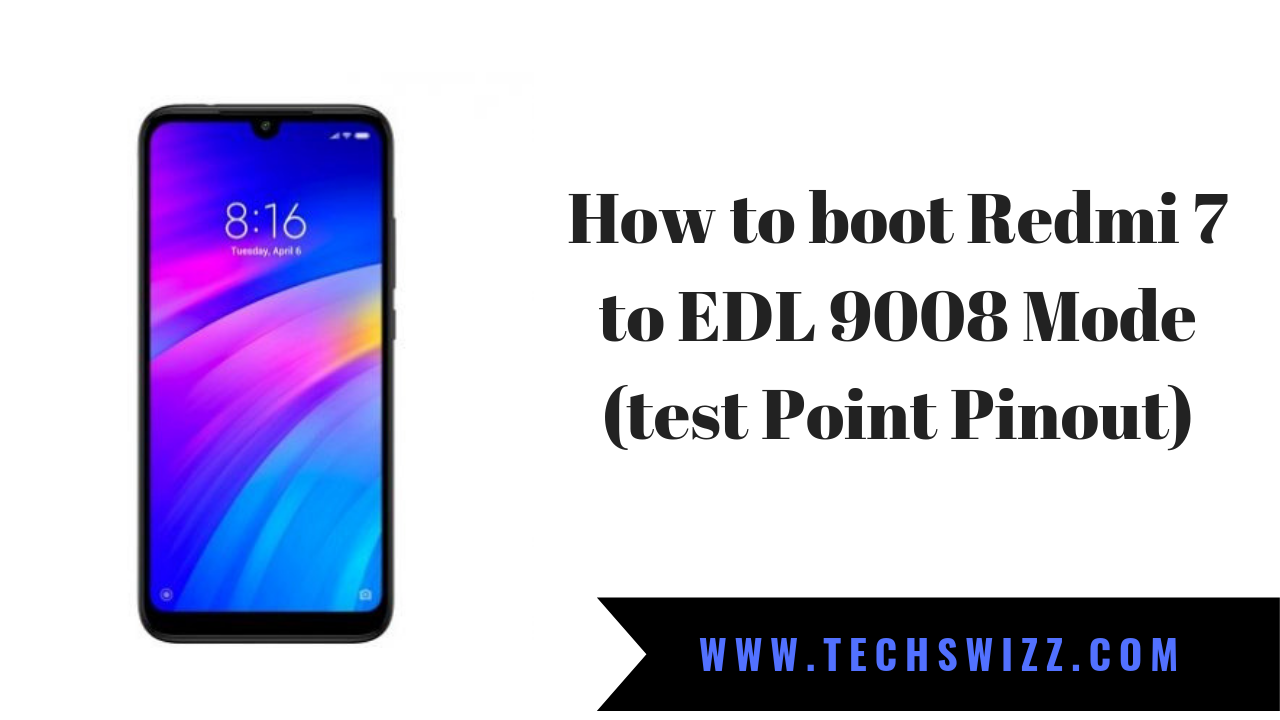 8:16
Tuesday, April 6
How to boot Redmi 7
to EDL 9008 Mode
(test Point Pinout)
WWW.TECHSWIZZ.COM